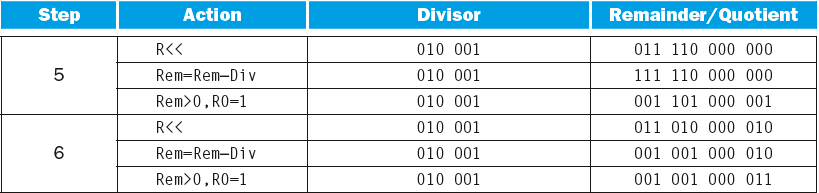 Step Action Divisor Remainder/Quotient
R<< 010 001 011 110 000 000
5 Rem=Rem–Div 010 001 111 110 000 000
Rem>0,R0=1 010 001 001 101 000 001
R<< 010 001 011 010 000 010
6 Rem=Rem–Div 010 001 001 001 000 010
Rem>0,R0=1 010 001 001 001 000 011